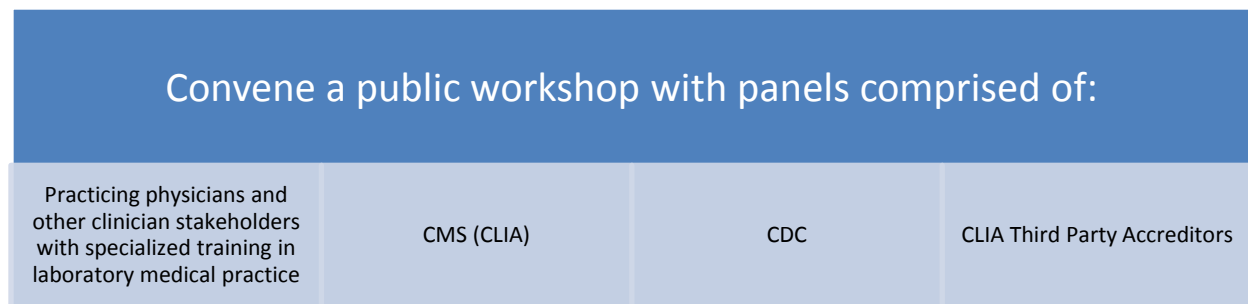 Convene a public workshop with panels comprised of:
Practicing physicians and
other clinician stakeholders
with specialized training in
laboratory medical practice
CMS (CLIA)
CDC
CLIA Third Party Accreditors